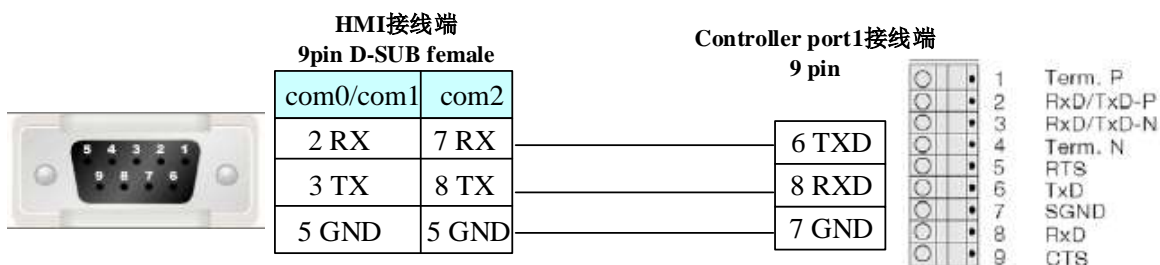 HMI接线端
9pin D-SUB female
com0/com1 com2
2 RX 7 RX
3 TX 8 TX
5 GND 5 GND
Controller port1接线端
9 pin
6 TXD
8 RXD
7 GND
5 4 3 2 1
9 8 7 6
1 Term. P
2 RxD/TxD-P
3 RxD/TxD-N
4 Term. N
5 RTS
6 TxD
7 SGND
8 RxD
9 CTS